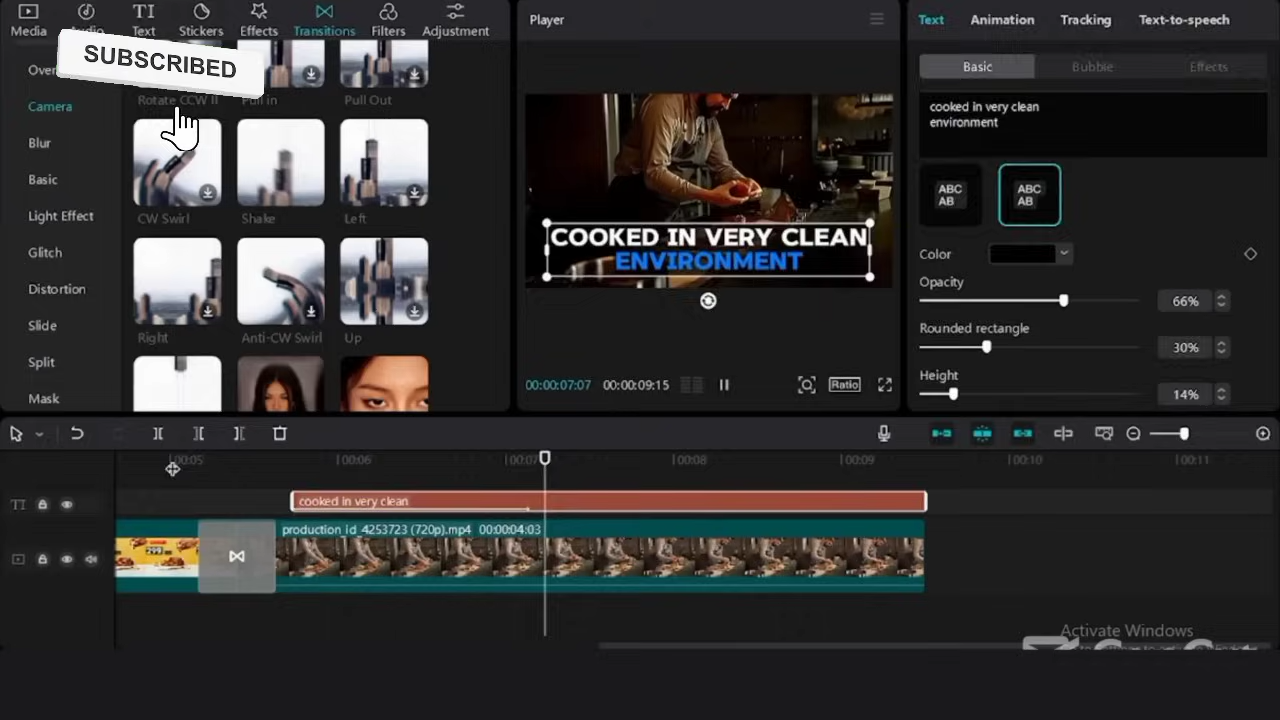 Media
Audio
Text
Stickers
Effects
Transitions
Filters
Adjustment
SUBSCRIBED
Camera
Blur
Basic
Light Effect
Glitch
Distortion
Slide
Split
Mask
Rotate CCW II
Pull in
Pull Out
CW Swirl
Shake
Left
Right
Anti-CW Swirl
Up
Player
COOKED IN VERY CLEAN
ENVIRONMENT
00:00:07:07 00:00:09:15
Ratio
Text Animation Tracking Text-to-speech
Basic Bubble Effects
cooked in very clean
environment
ABC
AB
ABC
AB
Color
Opacity
66%
Rounded rectangle
30%
Height
14%
00:05 00:06 00:07 00:08 00:09 00:10 00:11
TI
cooked in very clean
production_id_4253723 (720p).mp4 00:00:04:03
Activate Windows